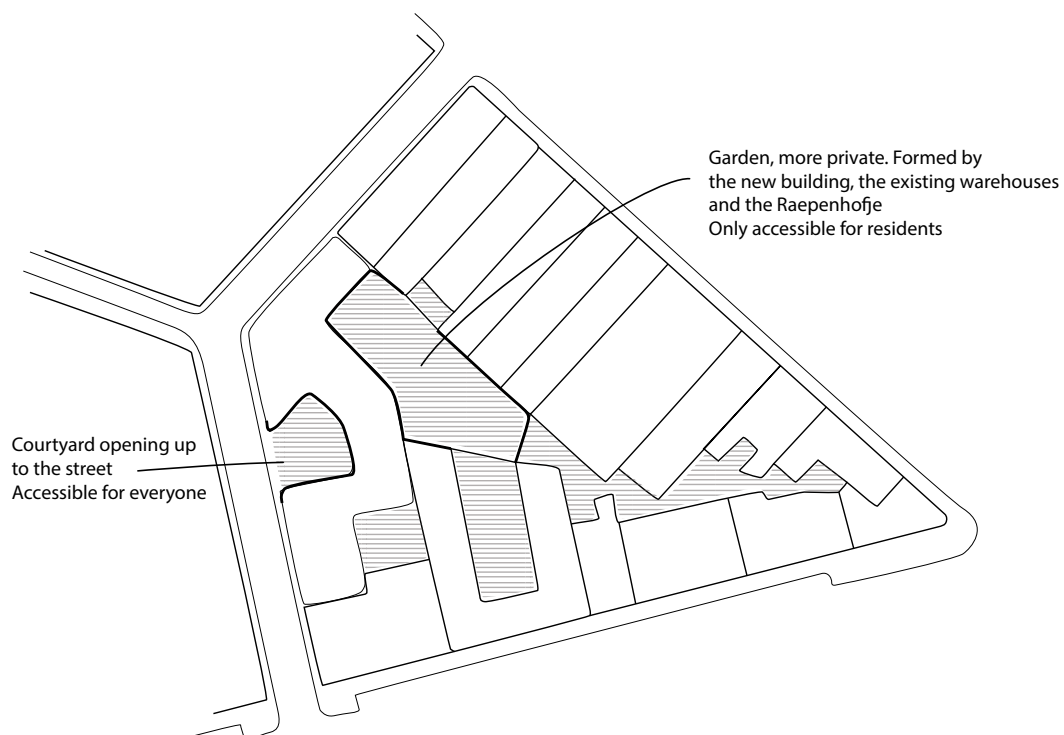 Garden, more private. Formed by
the new building, the existing warehouses
and the Raepenhofje
Only accessible for residents
Courtyard opening up
to the street
Accessible for everyone